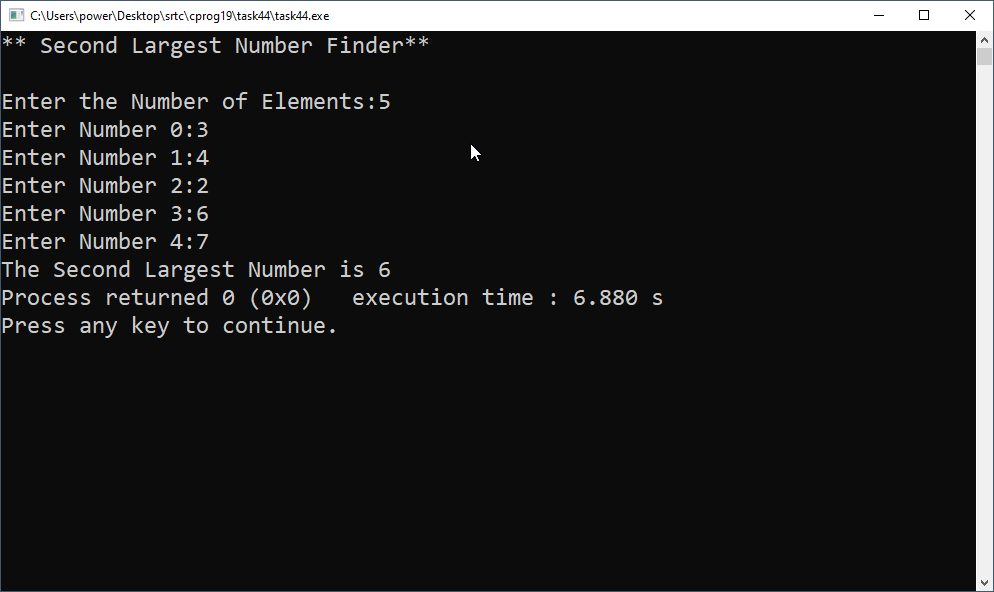 C:\Users\power\Desktop\srtc\cprog19\task44\task44.exe
** Second Largest Number Finder**
Enter the Number of Elements:5
Enter Number 0:3
Enter Number 1:4
Enter Number 2:2
Enter Number 3:6
Enter Number 4:7
The Second Largest Number is 6
Process returned 0 (0x0)   execution time : 6.880 s
Press any key to continue.